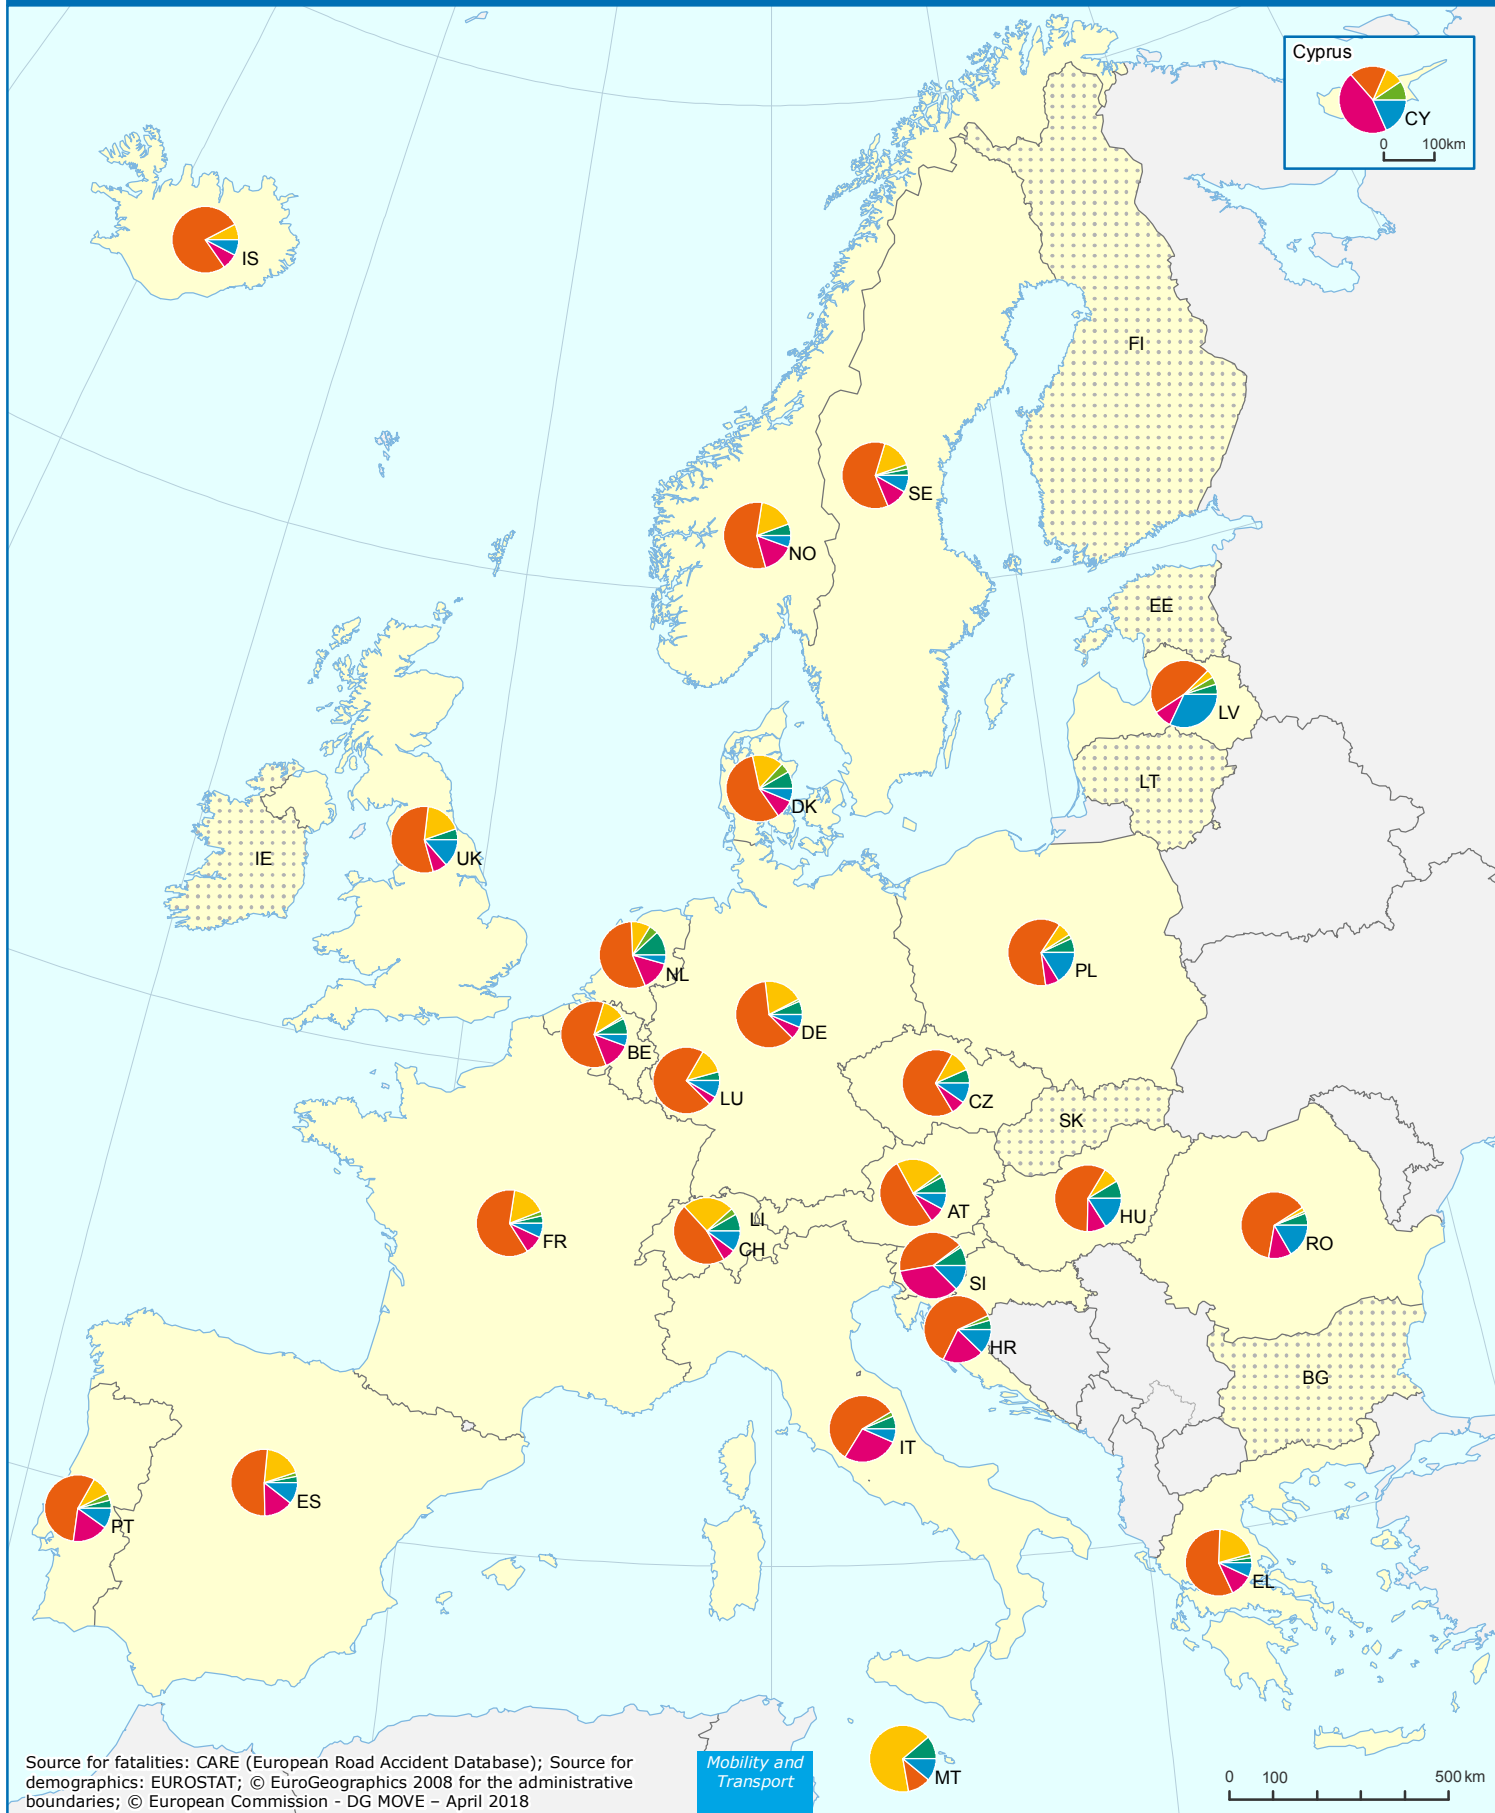 Cyprus
CY
0 100km
IS
FI
SE
NO
EE
LV
LT
DK
IE
UK
NL
PL
DE
BE
LU
CZ
SK
AT
HU
LI
CH
FR
RO
SI
HR
BG
IT
ES
PT
EL
MT
Source for fatalities: CARE (European Road Accident Database); Source for
demographics: EUROSTAT; © EuroGeographics 2008 for the administrative
boundaries; © European Commission - DG MOVE – April 2018
Mobility and
Transport
0 100 500 km